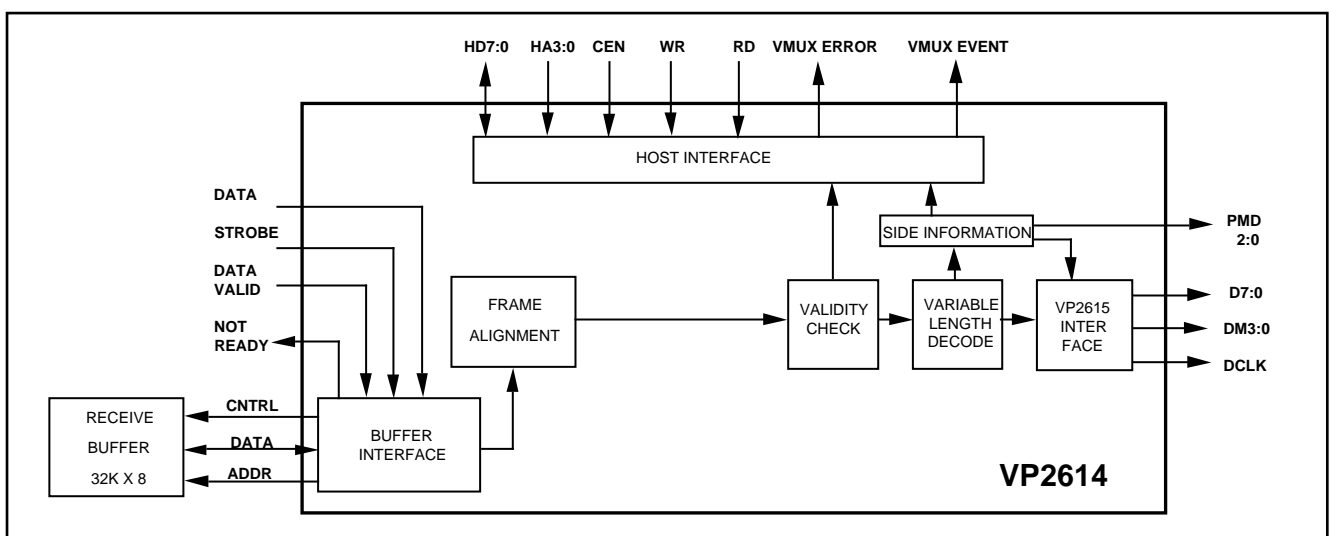 HD7:0 HA3:0 CEN WR RD VMUX ERROR VMUX EVENT
HOST INTERFACE
DATA
STROBE
DATA
VALID
NOT
READY
SIDE INFORMATION
PMD
2:0
FRAME
ALIGNMENT
VALIDITY
CHECK
VARIABLE
LENGTH
DECODE
VP2615
INTER
FACE
D7:0
DM3:0
DCLK
RECEIVE
BUFFER
32K X 8
CNTRL
DATA
ADDR
BUFFER
INTERFACE
VP2614